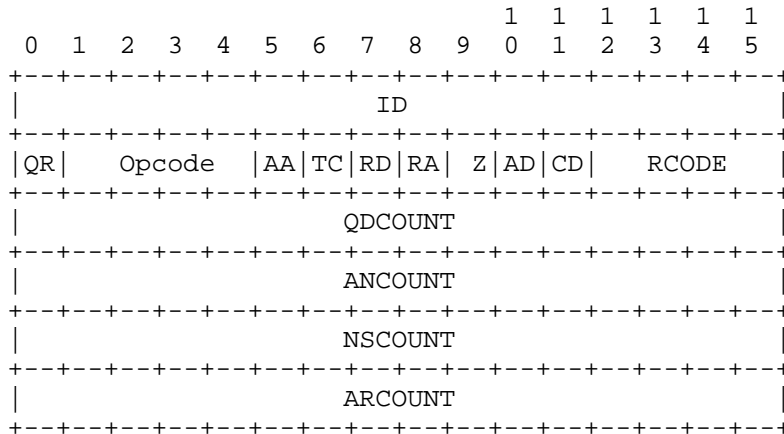 1  1  1  1  1  1
   0  1  2  3  4  5  6  7  8  9  0  1  2  3  4  5
 +--+--+--+--+--+--+--+--+--+--+--+--+--+--+--+--+
 |                      ID                       |
 +--+--+--+--+--+--+--+--+--+--+--+--+--+--+--+--+
 |QR|   Opcode  |AA|TC|RD|RA| Z|AD|CD|   RCODE   |
 +--+--+--+--+--+--+--+--+--+--+--+--+--+--+--+--+
 |                    QDCOUNT                    |
 +--+--+--+--+--+--+--+--+--+--+--+--+--+--+--+--+
 |                    ANCOUNT                    |
 +--+--+--+--+--+--+--+--+--+--+--+--+--+--+--+--+
 |                    NSCOUNT                    |
 +--+--+--+--+--+--+--+--+--+--+--+--+--+--+--+--+
 |                    ARCOUNT                    |
 +--+--+--+--+--+--+--+--+--+--+--+--+--+--+--+--+